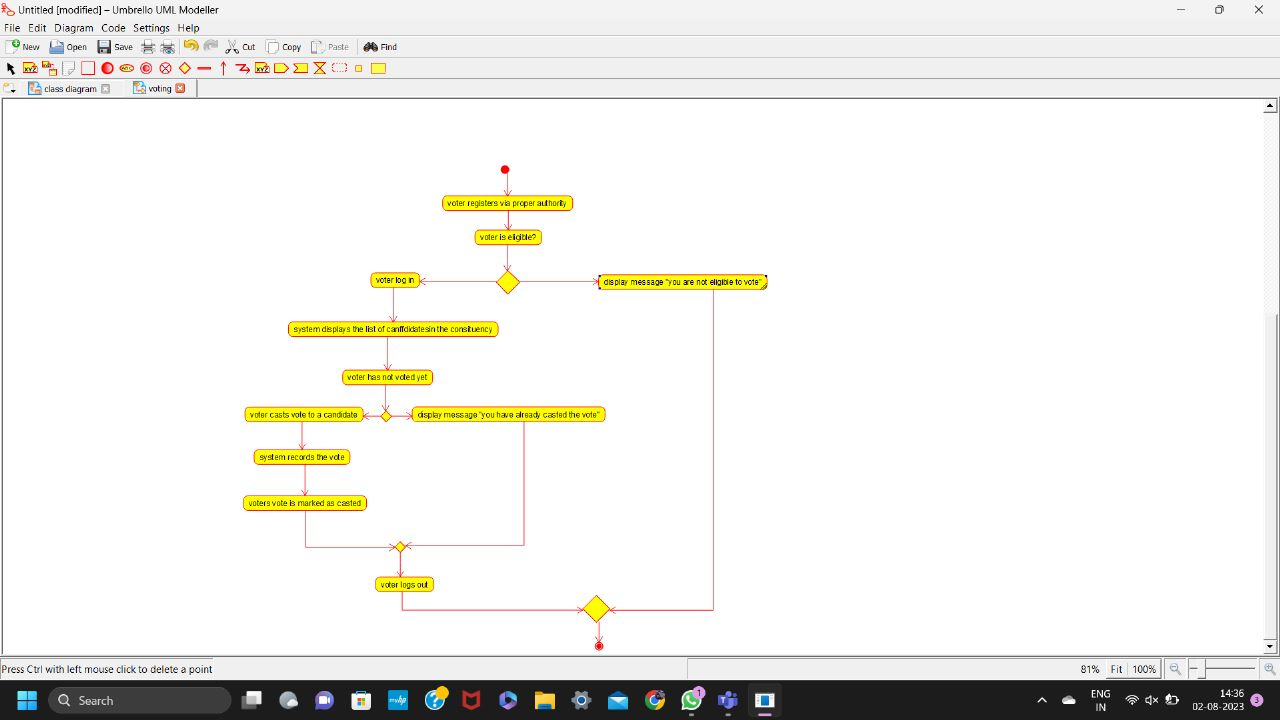 Untitled [modified] – Umbrello UML Modeller
File Edit Diagram Code Settings Help
New Open Save Cut Copy Paste Find
class diagram voting
voter registers via proper authority
voter is eligible?
voter log in
display message "you are not eligible to vote"
system displays the list of canffdidatesin the consituency
voter has not voted yet
voter casts vote to a candidate
display message "you have already casted the vote"
system records the vote
voters vote is marked as casted
voter logs out
Press Ctrl with left mouse click to delete a point
81% Fit 100%
Search
myhp
1
ENG
IN
14:36
02-08-2023
3